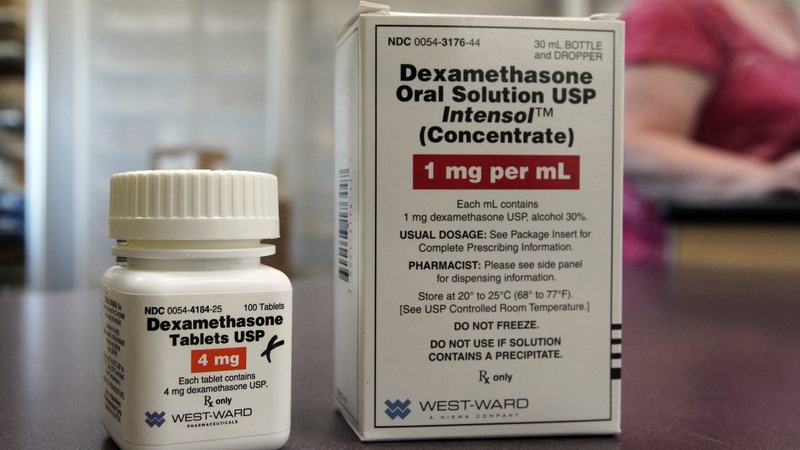 NDC 0054-4184-25 100 Tablets
Dexamethasone
Tablets USP
4 mg
Each tablet contains
4 mg dexamethasone USP.
Rx only
WEST-WARD
PHARMACEUTICALS
NDC 0054-3176-44
30 mL BOTTLE
and DROPPER
Dexamethasone
Oral Solution USP
Intensol™
(Concentrate)
1 mg per mL
Each mL contains
1 mg dexamethasone USP, alcohol 30%.
USUAL DOSAGE: See Package Insert for
Complete Prescribing Information.
PHARMACIST: Please see side panel
for dispensing information.
Store at 20° to 25°C (68° to 77°F).
[See USP Controlled Room Temperature.]
DO NOT FREEZE.
DO NOT USE IF SOLUTION
CONTAINS A PRECIPITATE.
Rx only
WEST-WARD
A HIKMA COMPANY